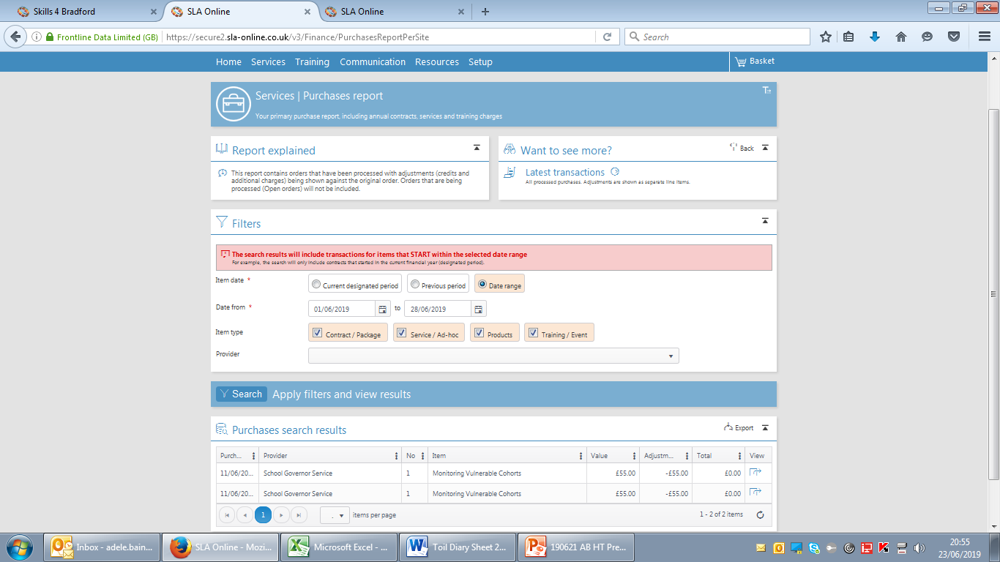 Skills 4 Bradford
SLA Online
SLA Online
Frontline Data Limited (GB) https://secure2.sla-online.co.uk/v3/Finance/PurchasesReportPerSite
Search
Home Services Training Communication Resources Setup
Basket
Services | Purchases report
Your primary purchase report, including annual contracts, services and training charges
Report explained
This report contains orders that have been processed with adjustments (credits and
additional charges) being shown against the original order. Orders that are being
processed (Open orders) will not be included.
Want to see more?
Back
Latest transactions
All processed purchases. Adjustments are shown as separate line items.
Filters
The search results will include transactions for items that START within the selected date range
For example, the search will only include contracts that started in the current financial year (designated period).
Item date * Current designated period Previous period Date range
Date from * 01/06/2019 to 28/06/2019
Item type Contract / Package Service / Ad-hoc Products Training / Event
Provider
Search Apply filters and view results
Purchases search results
Export
Purch... Provider No Item Value Adjustm... Total View
11/06/20... School Governor Service 1 Monitoring Vulnerable Cohorts £55.00 -£55.00 £0.00
11/06/20... School Governor Service 1 Monitoring Vulnerable Cohorts £55.00 -£55.00 £0.00
1 . items per page 1 - 2 of 2 items
Inbox - adele.bain... SLA Online - Mozi... Microsoft Excel - ... Toil Diary Sheet 2... 190621 AB HT Pre...
20:55
23/06/2019